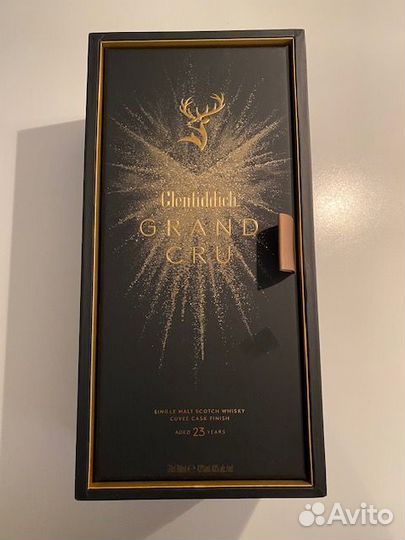 Glenfiddich
GRAND
CRU
SINGLE MALT SCOTCH WHISKY
CUVÉE CASK FINISH
AGED 23 YEARS
Avito